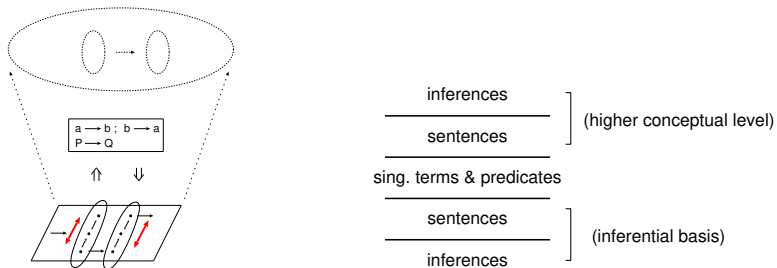 a → b ; b → a
P → Q
inferences
sentences
(higher conceptual level)
sing. terms & predicates
sentences
(inferential basis)
inferences